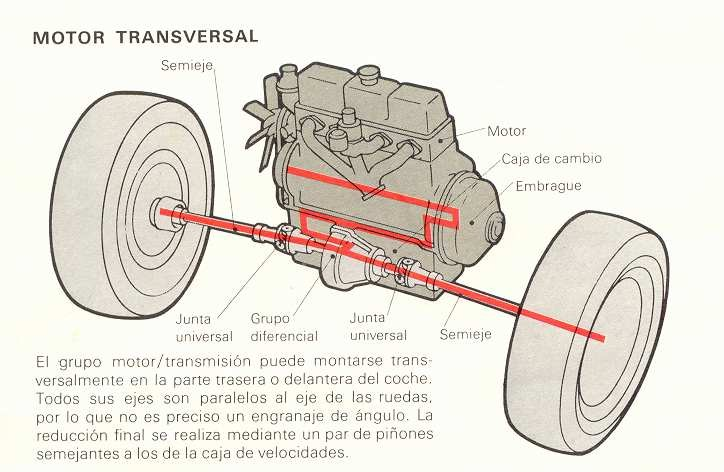 MOTOR TRANSVERSAL
Semieje
Motor
Caja de cambio
Embrague
Junta
universal
Grupo
diferencial
Junta
universal
Semieje
El grupo motor/transmisión puede montarse trans-
versalmente en la parte trasera o delantera del coche.
Todos sus ejes son paralelos al eje de las ruedas,
por lo que no es preciso un engranaje de ángulo. La
reducción final se realiza mediante un par de piñones
semejantes a los de la caja de velocidades.